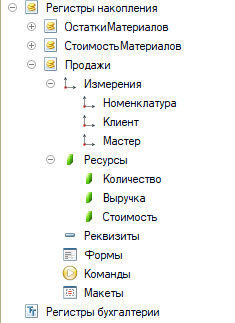 Регистры накопления
ОстаткиМатериалов
СтоимостьМатериалов
Продажи
Измерения
Номенклатура
Клиент
Мастер
Ресурсы
Количество
Выручка
Стоимость
Реквизиты
Формы
Команды
Макеты
Регистры бухгалтерии